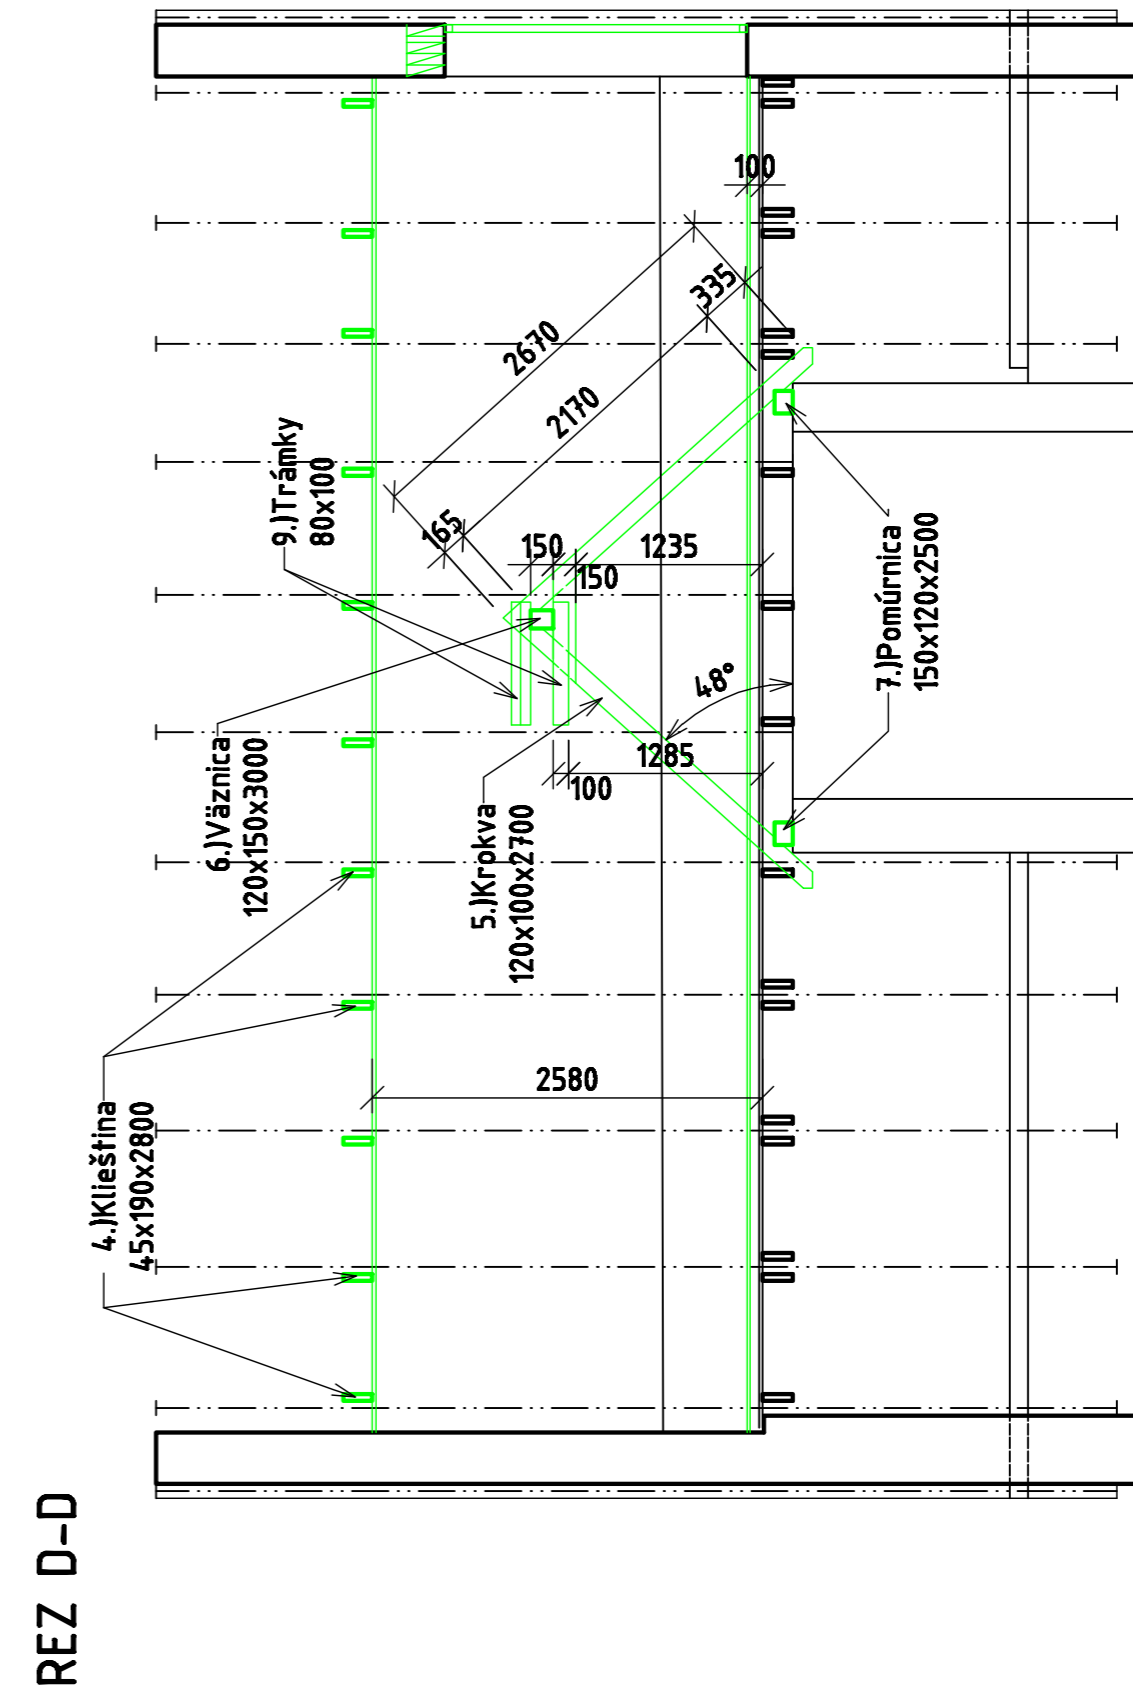 REZ D-D
4.)Klieština
45x190x2800
6.)Väznica
120x150x3000
9.)Trámky
80x100
5.)Krokva
120x100x2700
7.)Pomúrnica
150x120x2500
100
335
2670
2170
165
150
1235
150
48°
1285
100
2580